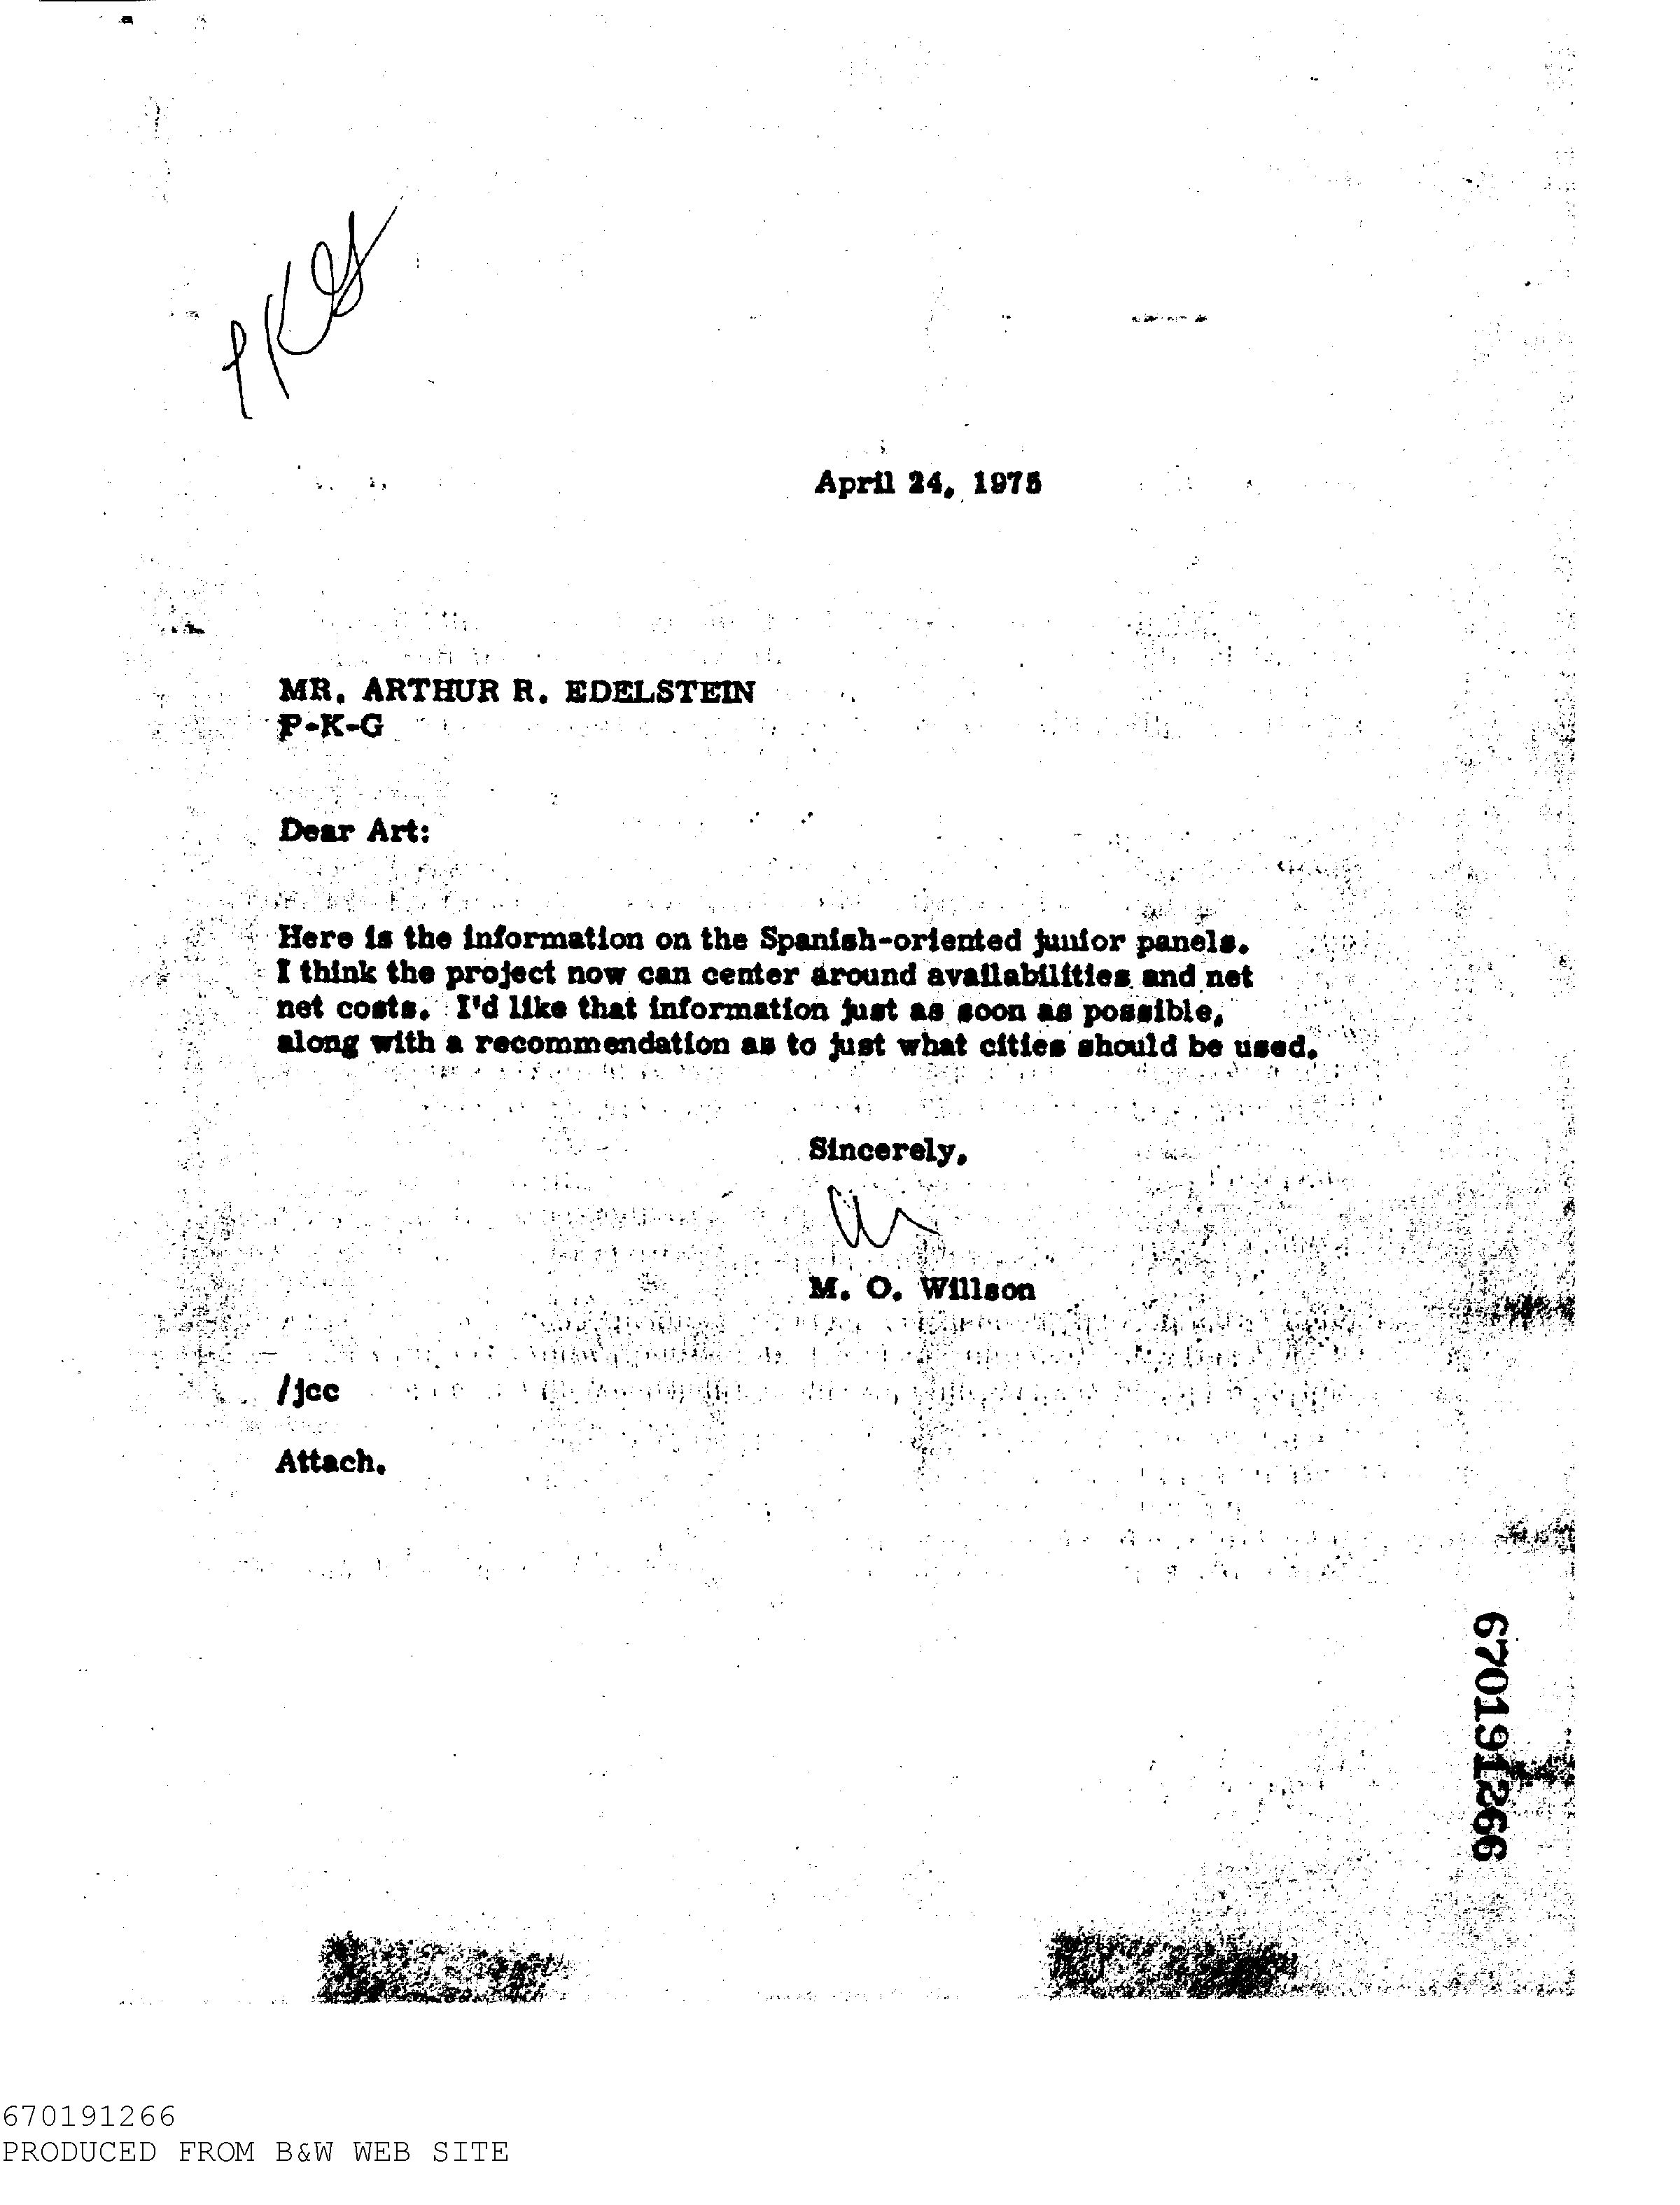 PKG
April 24, 1975
MR. ARTHUR R. EDELSTEIN
P-K-G
Dear Art:
Here is the information on the Spanish-oriented junior panels.
I think the project now can center around availabilities and net
net costs. I'd like that information just as soon as possible,
along with a recommendation as to just what cities should be used.
Sincerely,
M. O. Willson
/jcc
Attach.
670191266
670191266
PRODUCED FROM B&W WEB SITE